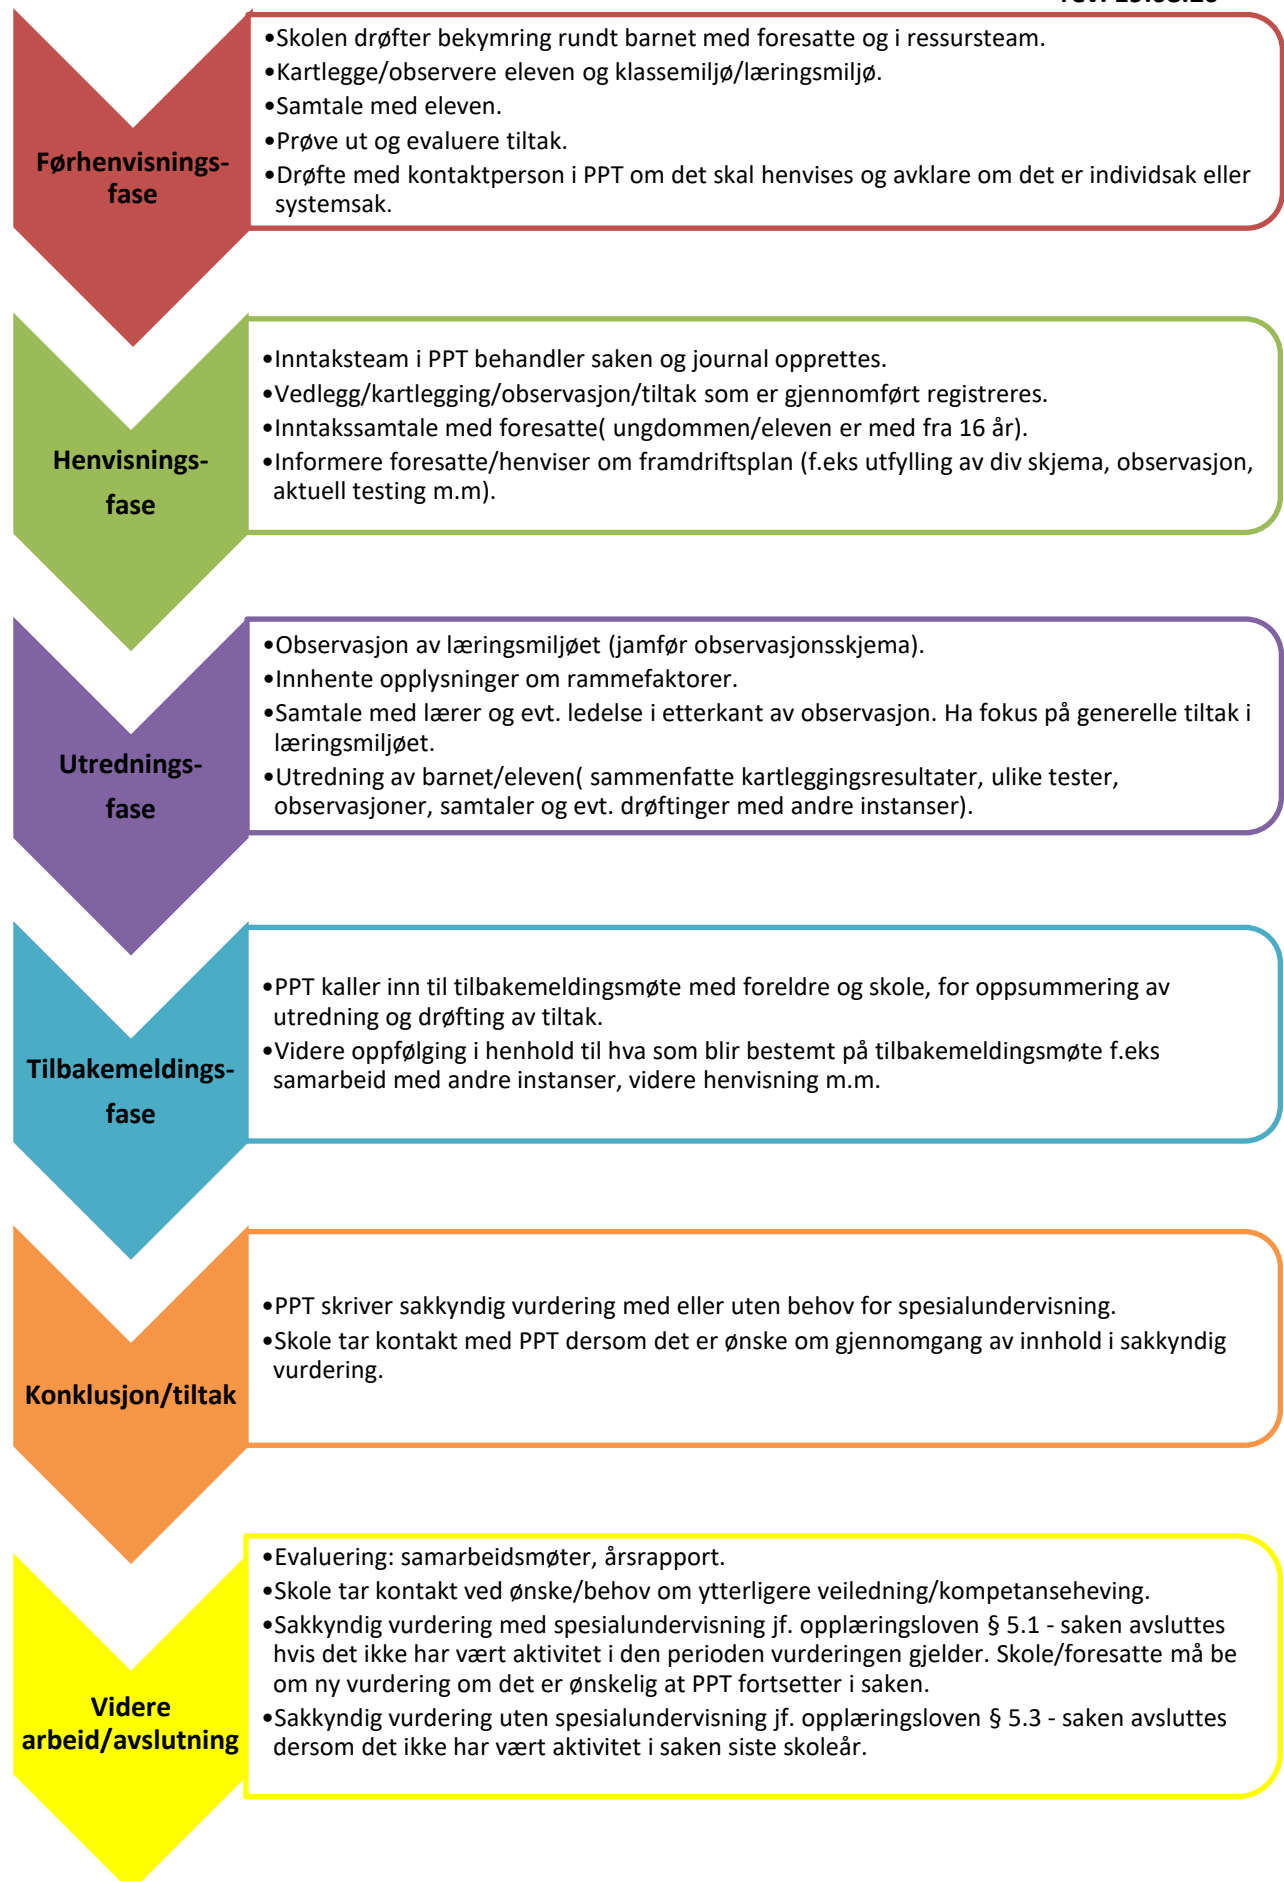 •Skolen drøfter bekymring rundt barnet med foresatte og i ressursteam.
•Kartlegge/observere eleven og klassemiljø/læringsmiljø.
•Samtale med eleven.
•Prøve ut og evaluere tiltak.
•Drøfte med kontaktperson i PPT om det skal henvises og avklare om det er individsak eller
systemsak.
Førhenvisnings-
fase
•Inntaksteam i PPT behandler saken og journal opprettes.
•Vedlegg/kartlegging/observasjon/tiltak som er gjennomført registreres.
•Inntakssamtale med foresatte( ungdommen/eleven er med fra 16 år).
•Informere foresatte/henviser om framdriftsplan (f.eks utfylling av div skjema, observasjon,
aktuell testing m.m).
Henvisnings-
fase
•Observasjon av læringsmiljøet (jamfør observasjonsskjema).
•Innhente opplysninger om rammefaktorer.
•Samtale med lærer og evt. ledelse i etterkant av observasjon. Ha fokus på generelle tiltak i
læringsmiljøet.
•Utredning av barnet/eleven( sammenfatte kartleggingsresultater, ulike tester,
observasjoner, samtaler og evt. drøftinger med andre instanser).
Utrednings-
fase
•PPT kaller inn til tilbakemeldingsmøte med foreldre og skole, for oppsummering av
utredning og drøfting av tiltak.
•Videre oppfølging i henhold til hva som blir bestemt på tilbakemeldingsmøte f.eks
samarbeid med andre instanser, videre henvisning m.m.
Tilbakemeldings-
fase
•PPT skriver sakkyndig vurdering med eller uten behov for spesialundervisning.
•Skole tar kontakt med PPT dersom det er ønske om gjennomgang av innhold i sakkyndig
vurdering.
Konklusjon/tiltak
•Evaluering: samarbeidsmøter, årsrapport.
•Skole tar kontakt ved ønske/behov om ytterligere veiledning/kompetanseheving.
•Sakkyndig vurdering med spesialundervisning jf. opplæringsloven § 5.1 - saken avsluttes
hvis det ikke har vært aktivitet i den perioden vurderingen gjelder. Skole/foresatte må be
om ny vurdering om det er ønskelig at PPT fortsetter i saken.
•Sakkyndig vurdering uten spesialundervisning jf. opplæringsloven § 5.3 - saken avsluttes
dersom det ikke har vært aktivitet i saken siste skoleår.
Videre
arbeid/avslutning